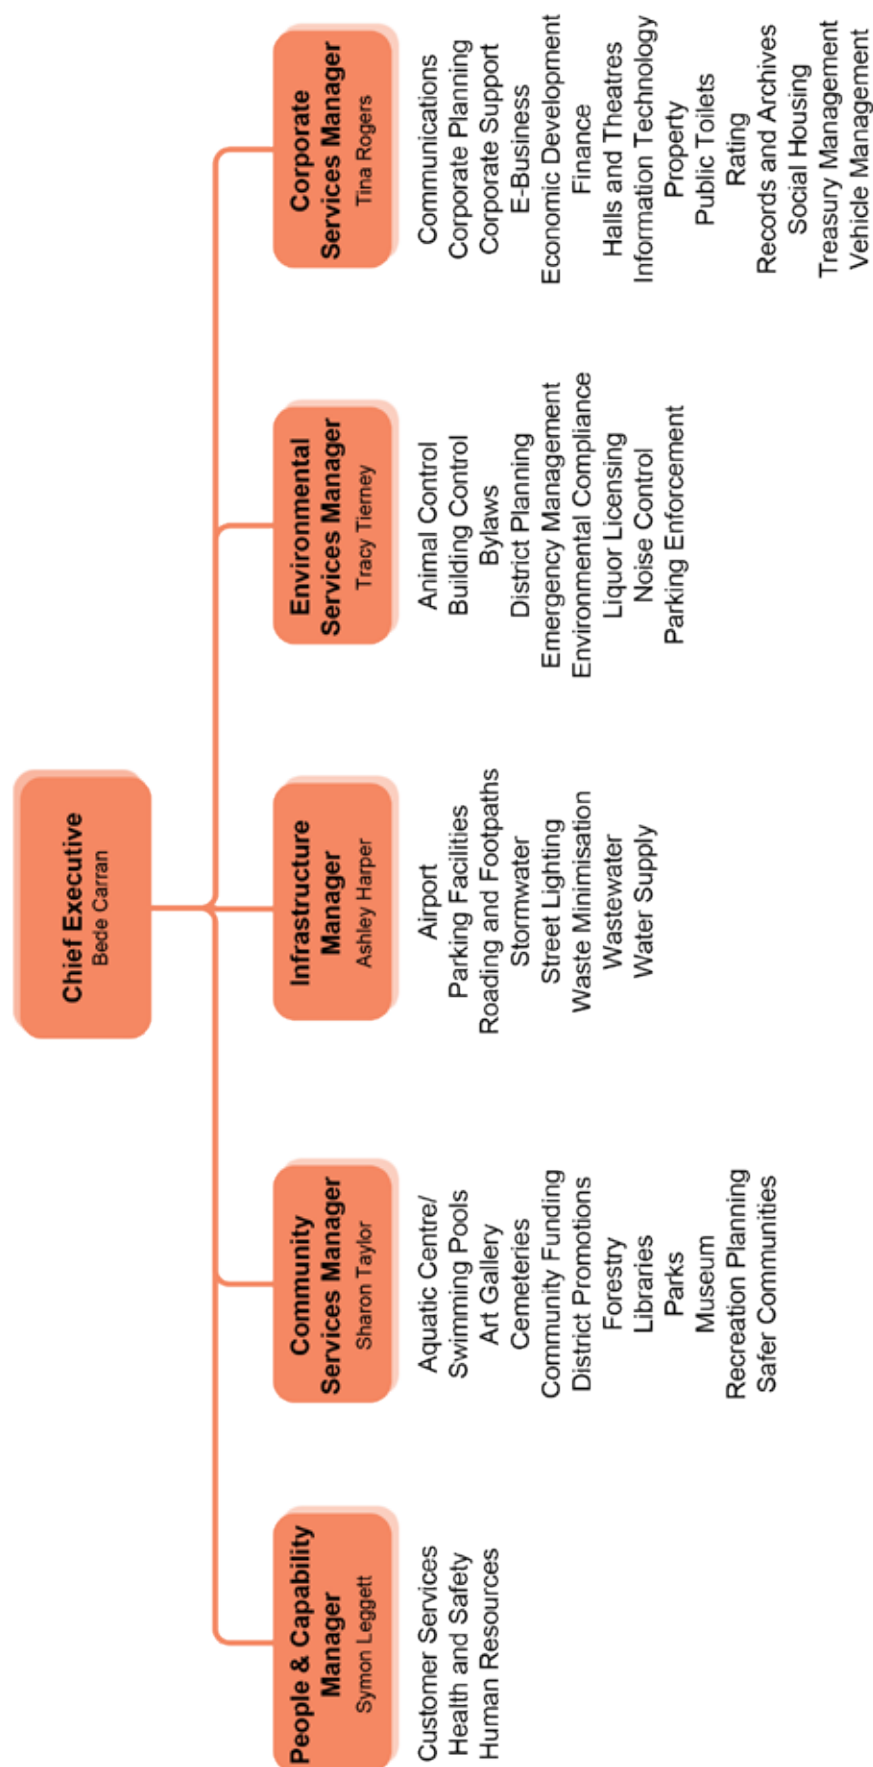 Chief Executive
Bede Carran
People & Capability
Manager
Symon Leggett
Customer Services
Health and Safety
Human Resources
Community
Services Manager
Sharon Taylor
Aquatic Centre/
Swimming Pools
Art Gallery
Cemeteries
Community Funding
District Promotions
Forestry
Libraries
Parks
Museum
Recreation Planning
Safer Communities
Infrastructure
Manager
Ashley Harper
Airport
Parking Facilities
Roading and Footpaths
Stormwater
Street Lighting
Waste Minimisation
Wastewater
Water Supply
Environmental
Services Manager
Tracy Tierney
Animal Control
Building Control
Bylaws
District Planning
Emergency Management
Environmental Compliance
Liquor Licensing
Noise Control
Parking Enforcement
Corporate
Services Manager
Tina Rogers
Communications
Corporate Planning
Corporate Support
E-Business
Economic Development
Finance
Halls and Theatres
Information Technology
Property
Public Toilets
Rating
Records and Archives
Social Housing
Treasury Management
Vehicle Management